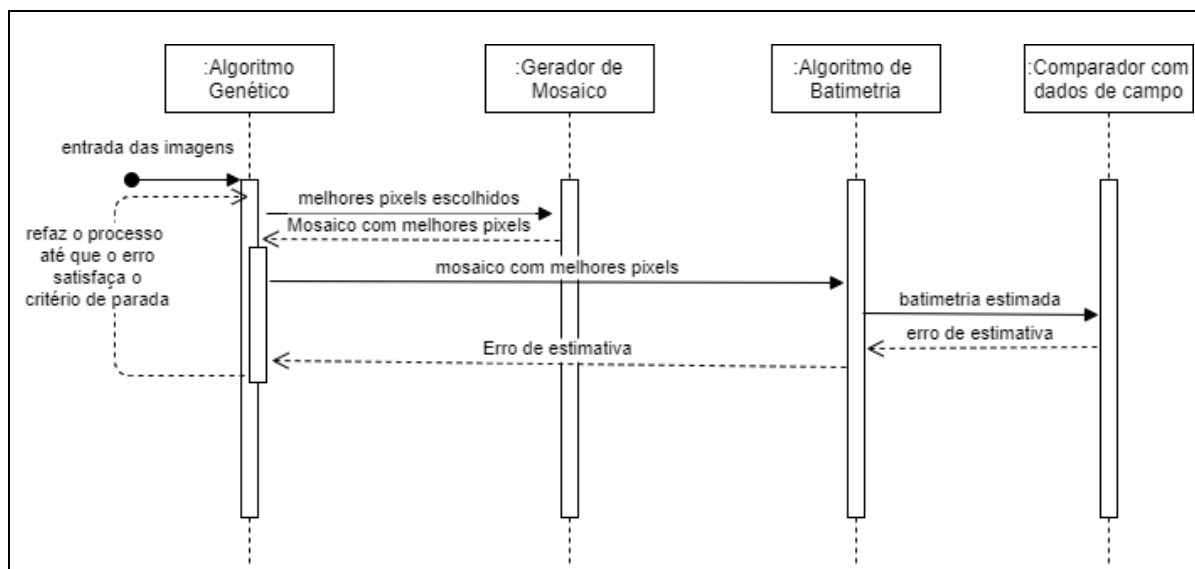 :Algoritmo
Genético
:Gerador de
Mosaico
:Algoritmo de
Batimetria
:Comparador com
dados de campo
entrada das imagens
melhores pixels escolhidos
Mosaico com melhores pixels
refaz o processo
até que o erro
satisfaça o
critério de parada
mosaico com melhores pixels
batimetria estimada
erro de estimativa
Erro de estimativa